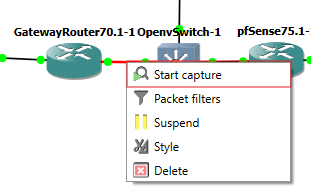 GatewayRouter70.1-1 OpenvSwitch-1 pfSense75.1-
Start capture
Packet filters
Suspend
Style
Delete